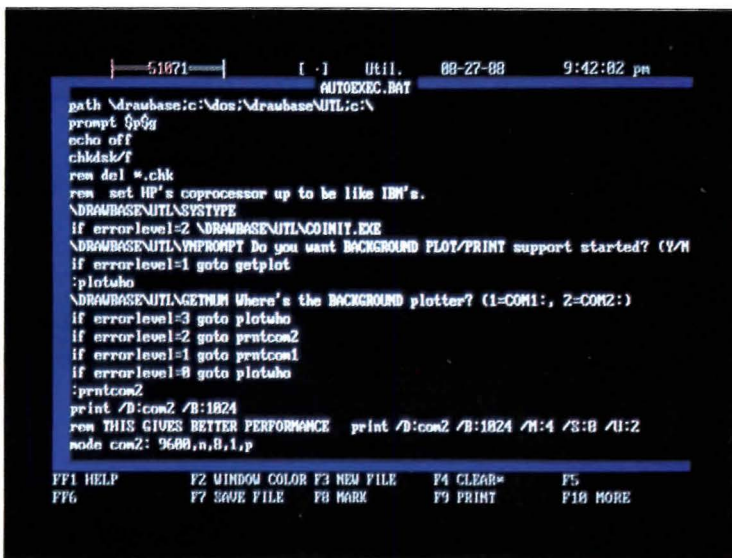 51071 [ ·] Util. 08-27-88 9:42:02 pm
AUTOEXEC.BAT
path \drawbase;c:\dos;\drawbase\UTL;c:\
prompt $p$g
echo off
chkdsk/f
rem del *.chk
rem set HP's coprocessor up to be like IBM's.
\DRAWBASE\UTL\SYSTYPE
if errorlevel=2 \DRAWBASE\UTL\COINIT.EXE
\DRAWBASE\UTL\YNPROMPT Do you want BACKGROUND PLOT/PRINT support started? (Y/N
if errorlevel=1 goto getplot
:plotwho
\DRAWBASE\UTL\GETNUM Where's the BACKGROUND plotter? (1=COM1:, 2=COM2:)
if errorlevel=3 goto plotwho
if errorlevel=2 goto prntcom2
if errorlevel=1 goto prntcom1
if errorlevel=0 goto plotwho
:prntcom2
print /D:com2 /B:1024
rem THIS GIVES BETTER PERFORMANCE print /D:com2 /B:1024 /M:4 /S:8 /U:2
mode com2: 9600,n,8,1,p
FF1 HELP F2 WINDOW COLOR F3 NEW FILE F4 CLEAR* F5
FF6 F7 SAVE FILE F8 MARK F9 PRINT F10 MORE